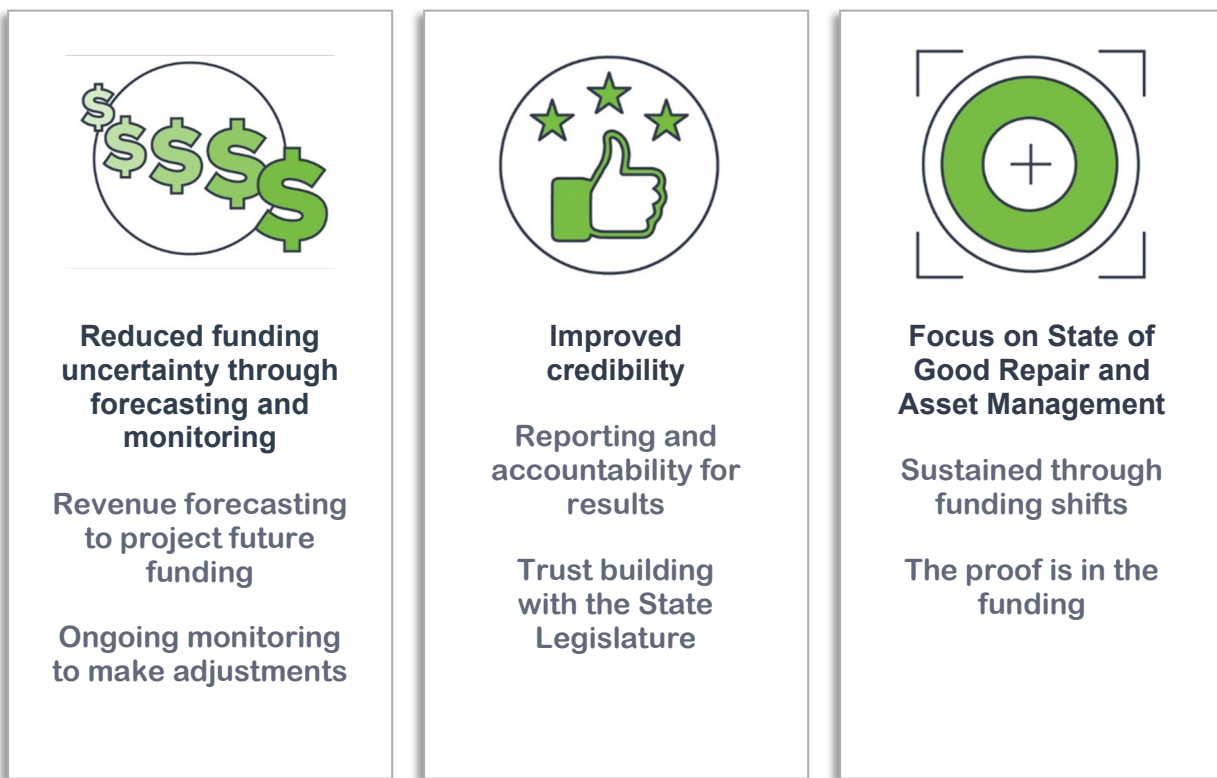 $ $ $ $ $
Reduced funding
uncertainty through
forecasting and
monitoring
Revenue forecasting
to project future
funding
Ongoing monitoring
to make adjustments
Improved
credibility
Reporting and
accountability for
results
Trust building
with the State
Legislature
Focus on State of
Good Repair and
Asset Management
Sustained through
funding shifts
The proof is in the
funding